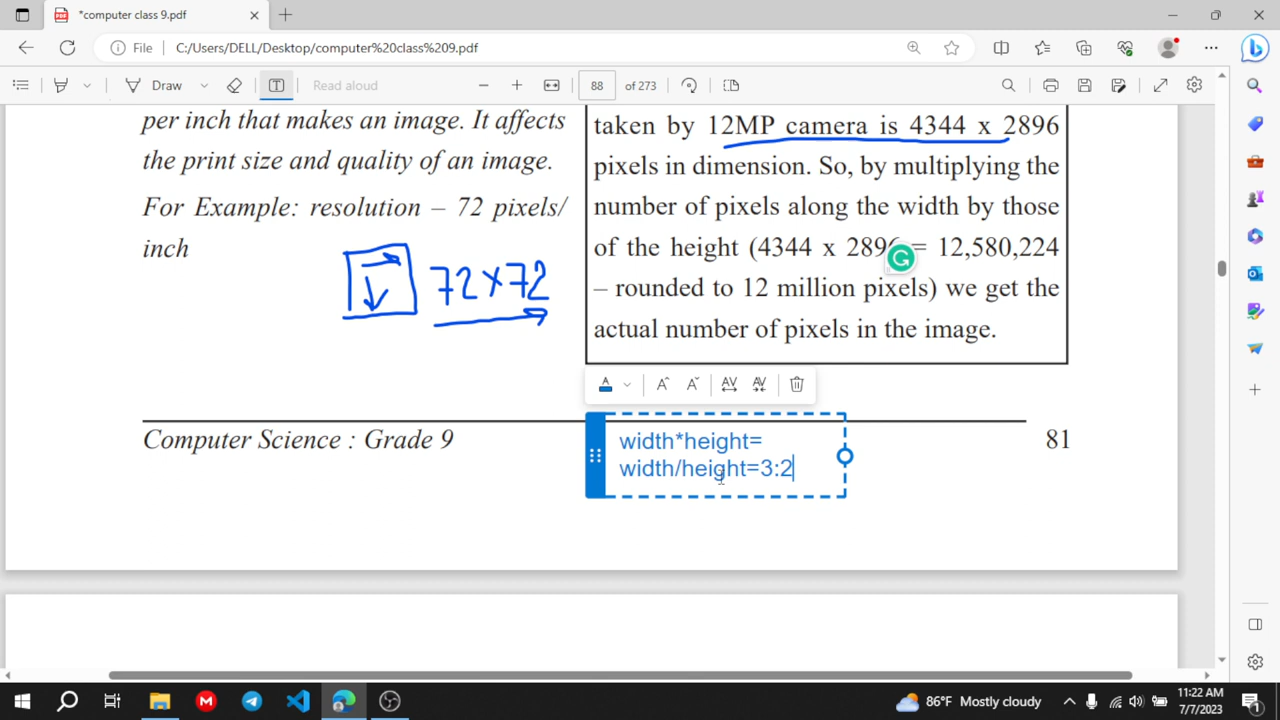 *computer class 9.pdf
File
C:/Users/DELL/Desktop/computer%20class%209.pdf
Draw
Read aloud
88
of 273
per inch that makes an image. It affects
the print size and quality of an image.
For Example: resolution – 72 pixels/
inch
72×72
taken by 12MP camera is 4344 x 2896
pixels in dimension. So, by multiplying the
number of pixels along the width by those
of the height (4344 x 2896 = 12,580,224
– rounded to 12 million pixels) we get the
actual number of pixels in the image.
width*height=
width/height=3:2
Computer Science : Grade 9
81
86°F Mostly cloudy
11:22 AM
7/7/2023